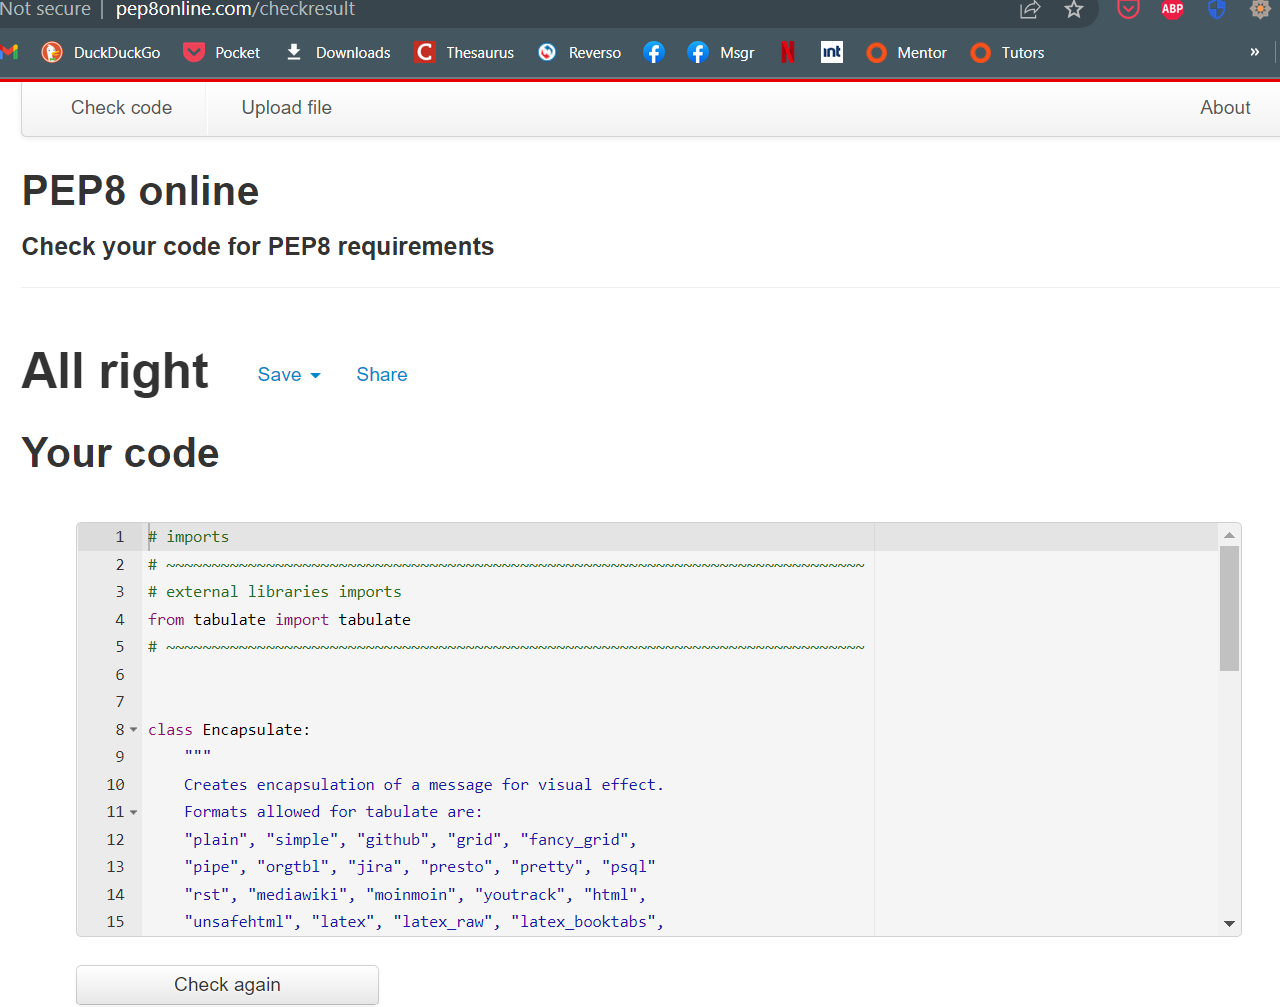 Not secure | pep8online.com/checkresult
ABP
DuckDuckGo Pocket Downloads C Thesaurus Reverso Msgr N int Mentor Tutors »
Check code Upload file About
PEP8 online
Check your code for PEP8 requirements
All right Save Share
Your code
1 # imports
2 # ~~~~~~~~~~~~~~~~~~~~~~~~~~~~~~~~~~~~~~~~~~~~~~~~~~~~~~~~~~~~~~~~~~~~~~~~~~~~~
3 # external libraries imports
4 from tabulate import tabulate
5 # ~~~~~~~~~~~~~~~~~~~~~~~~~~~~~~~~~~~~~~~~~~~~~~~~~~~~~~~~~~~~~~~~~~~~~~~~~~~~~
6
7
8 class Encapsulate:
9 """
10 Creates encapsulation of a message for visual effect.
11 Formats allowed for tabulate are:
12 "plain", "simple", "github", "grid", "fancy_grid",
13 "pipe", "orgtbl", "jira", "presto", "pretty", "psql"
14 "rst", "mediawiki", "moinmoin", "youtrack", "html",
15 "unsafehtml", "latex", "latex_raw", "latex_booktabs",
Check again